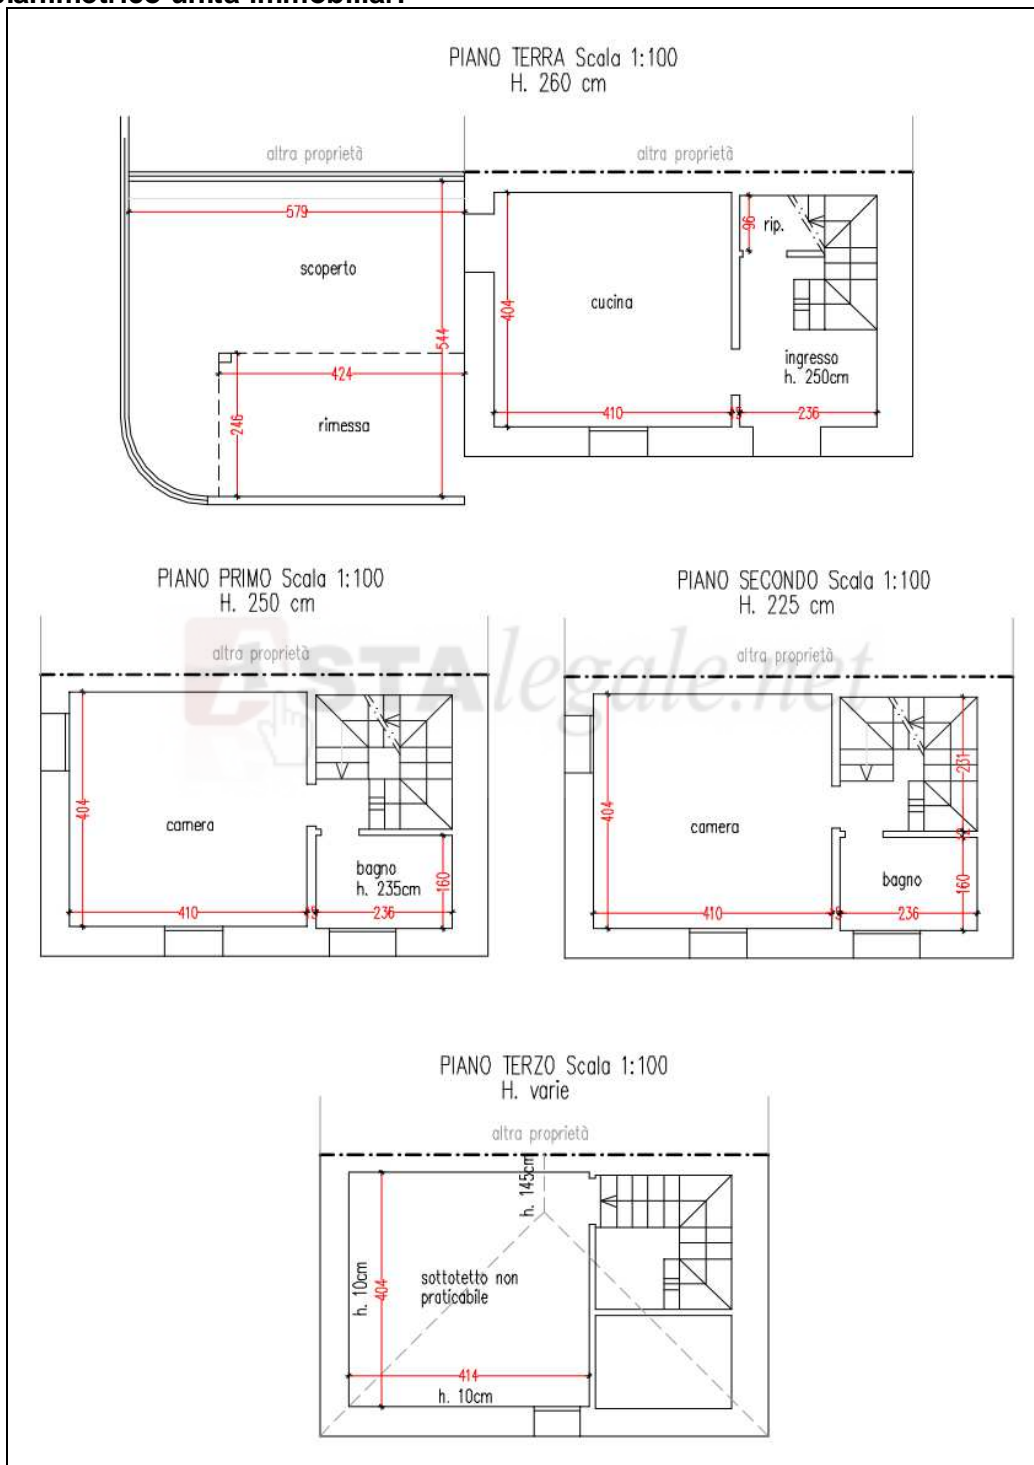 planimetrico unità immobiliari
PIANO TERRA Scala 1:100
H. 260 cm
altra proprietà
altra proprietà
579
96
rip.
scoperto
cucina
404
544
ingresso
h. 250cm
424
246
rimessa
410
15
236
PIANO PRIMO Scala 1:100
H. 250 cm
PIANO SECONDO Scala 1:100
H. 225 cm
ASTAlegale.net
altra proprietà
altra proprietà
404
camera
bagno
h. 235cm
160
410
15
236
404
camera
231
bagno
160
410
15
236
PIANO TERZO Scala 1:100
H. varie
altra proprietà
h. 145cm
h. 10cm
404
sottotetto non
praticabile
414
h. 10cm